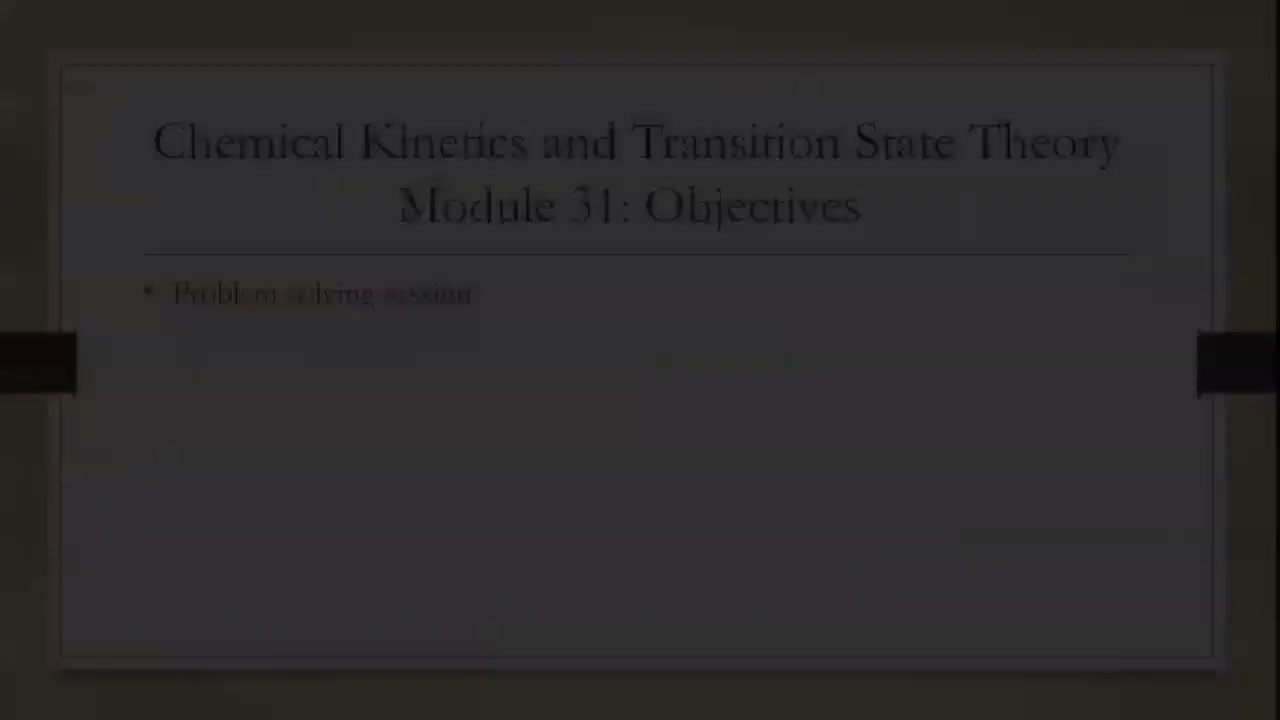 Chemical Kinetics and Transition State Theory
Module 31: Objectives
• Problem solving session